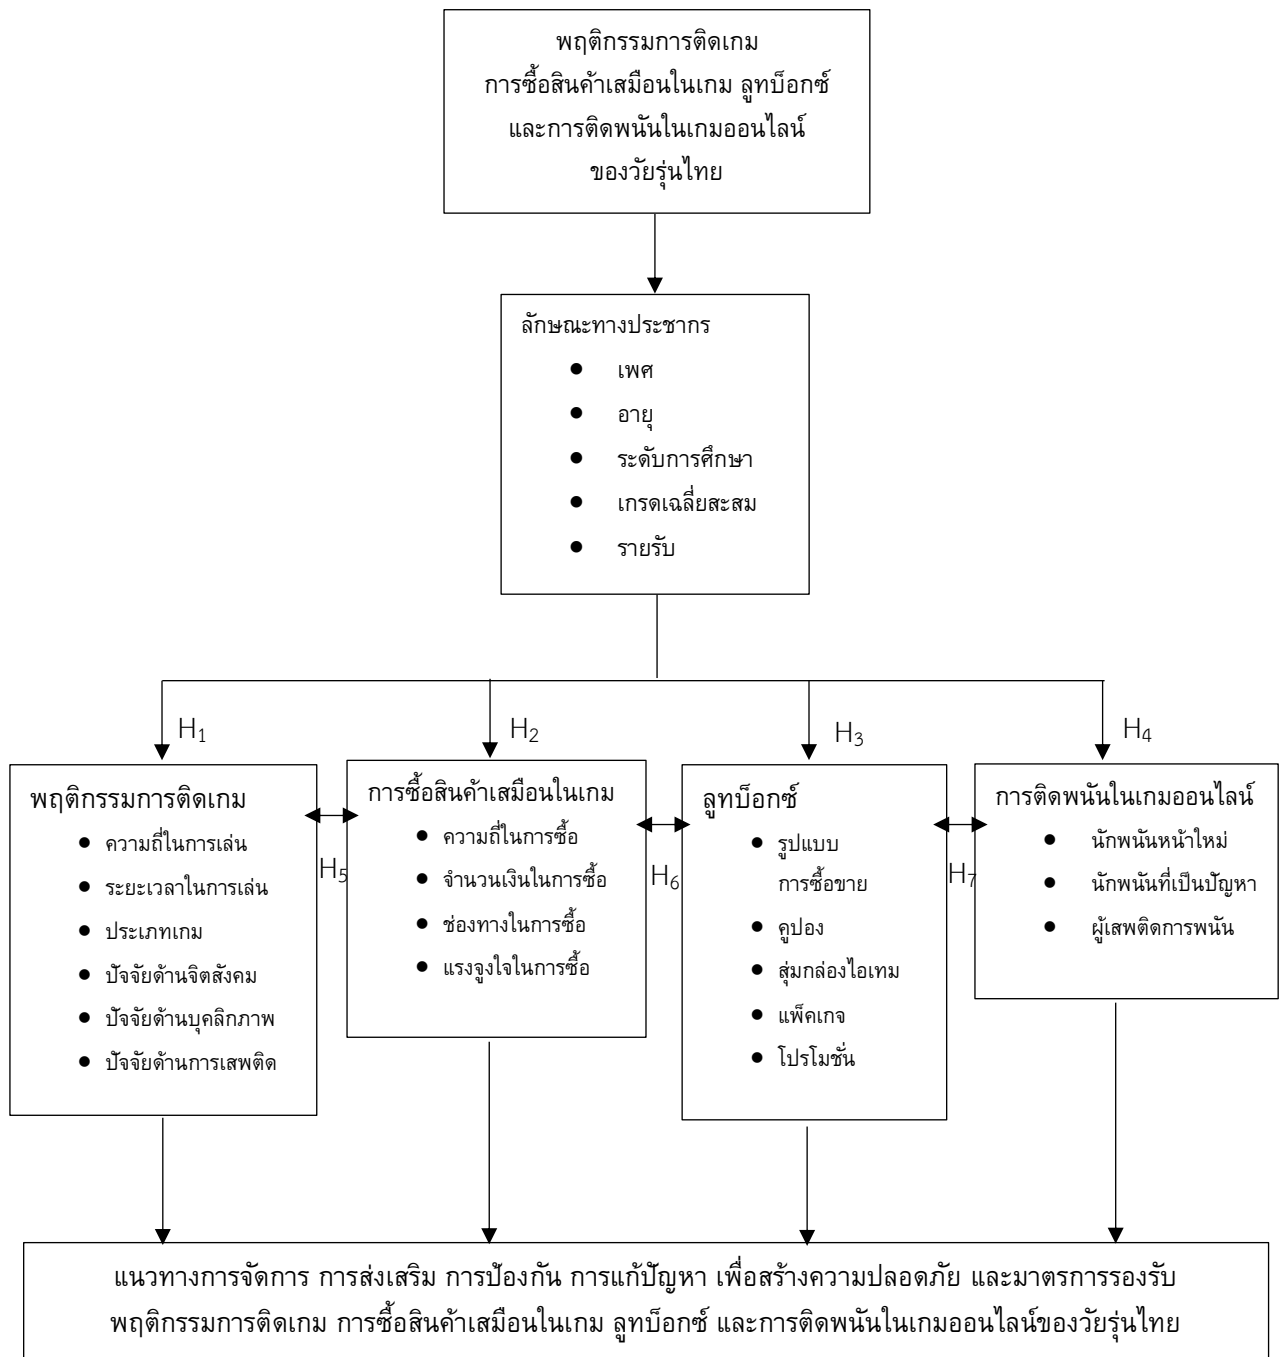 พฤติกรรมการติดเกม
การซื้อสินค้าเสมือนในเกม ลูทบ็อกซ์
และการติดพนันในเกมออนไลน์
ของวัยรุ่นไทย
ลักษณะทางประชากร
● เพศ
● อายุ
● ระดับการศึกษา
● เกรดเฉลี่ยสะสม
● รายรับ
H₁
H₂
H₃
H₄
พฤติกรรมการติดเกม
● ความถี่ในการเล่น
● ระยะเวลาในการเล่น
● ประเภทเกม
● ปัจจัยด้านจิตสังคม
● ปัจจัยด้านบุคลิกภาพ
● ปัจจัยด้านการเสพติด
H₅
การซื้อสินค้าเสมือนในเกม
● ความถี่ในการซื้อ
● จำนวนเงินในการซื้อ
● ช่องทางในการซื้อ
● แรงจูงใจในการซื้อ
H₆
ลูทบ็อกซ์
● รูปแบบ
การซื้อขาย
● คูปอง
● สุ่มกล่องไอเทม
● แพ็คเกจ
● โปรโมชั่น
H₇
การติดพนันในเกมออนไลน์
● นักพนันหน้าใหม่
● นักพนันที่เป็นปัญหา
● ผู้เสพติดการพนัน
แนวทางการจัดการ การส่งเสริม การป้องกัน การแก้ปัญหา เพื่อสร้างความปลอดภัย และมาตรการรองรับ
พฤติกรรมการติดเกม การซื้อสินค้าเสมือนในเกม ลูทบ็อกซ์ และการติดพนันในเกมออนไลน์ของวัยรุ่นไทย